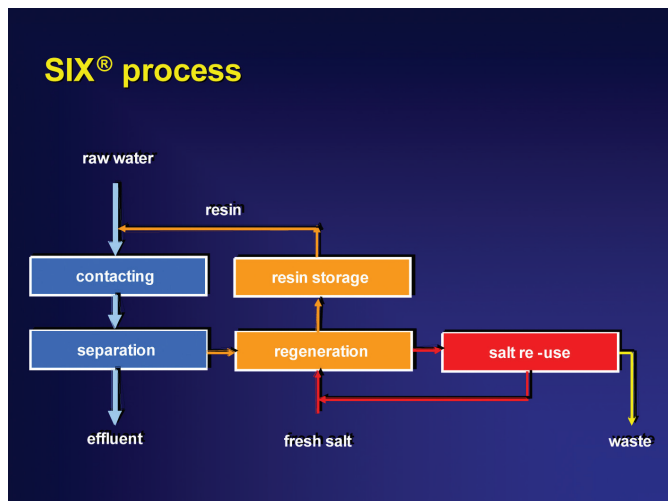 SIX® process
raw water
resin
contacting
resin storage
separation
regeneration
salt re -use
effluent
fresh salt
waste